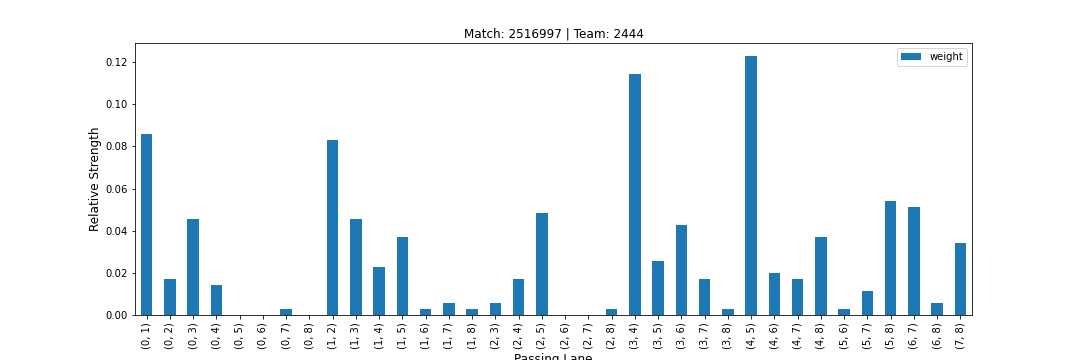 Match: 2516997 | Team: 2444
weight
Relative Strength
0.12
0.10
0.08
0.06
0.04
0.02
0.00
(0, 1) (0, 2) (0, 3) (0, 4) (0, 5) (0, 6) (0, 7) (0, 8) (1, 2) (1, 3) (1, 4) (1, 5) (1, 6) (1, 7) (1, 8) (2, 3) (2, 4) (2, 5) (2, 6) (2, 7) (2, 8) (3, 4) (3, 5) (3, 6) (3, 7) (3, 8) (4, 5) (4, 6) (4, 7) (4, 8) (5, 6) (5, 7) (5, 8) (6, 7) (6, 8) (7, 8)
Passing Lane